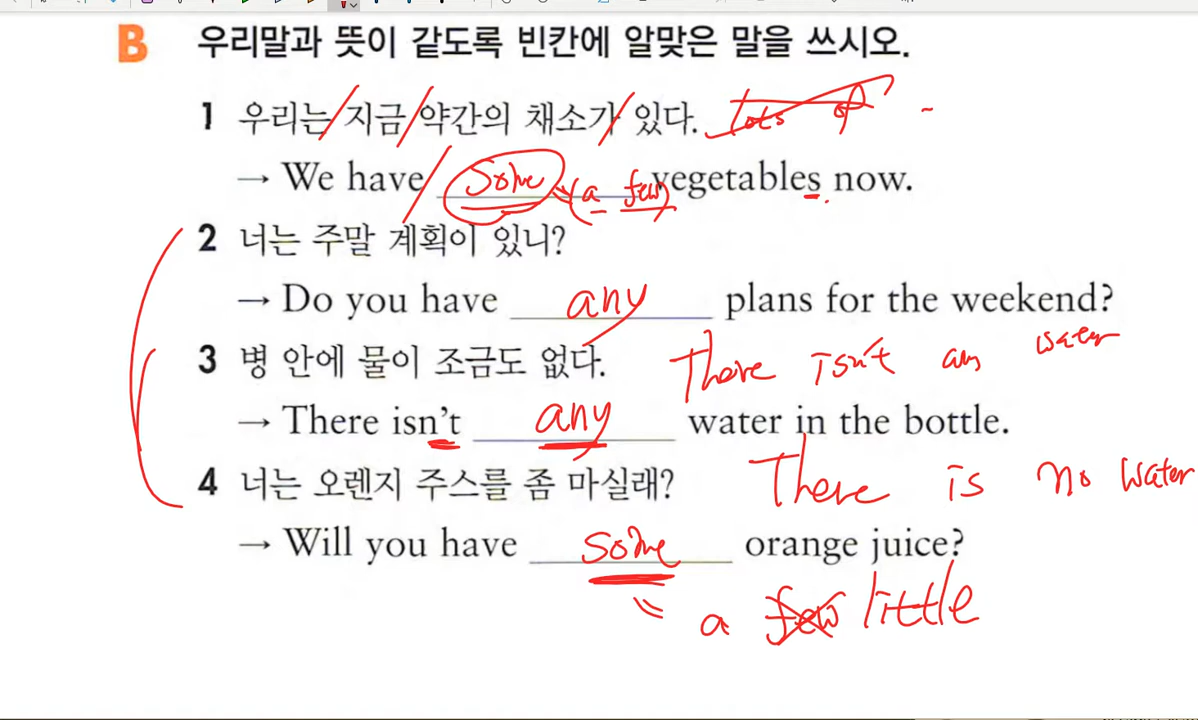 B 우리말과 뜻이 같도록 빈칸에 알맞은 말을 쓰시오.
1 우리는/지금/약간의 채소가/있다. lots of
→ We have/ some (a few) vegetables now.
2 너는 주말 계획이 있니?
→ Do you have any plans for the weekend?
3 병 안에 물이 조금도 없다. There isn't any water
→ There isn't any water in the bottle.
4 너는 오렌지 주스를 좀 마실래? There is no water
→ Will you have some orange juice?
a few little